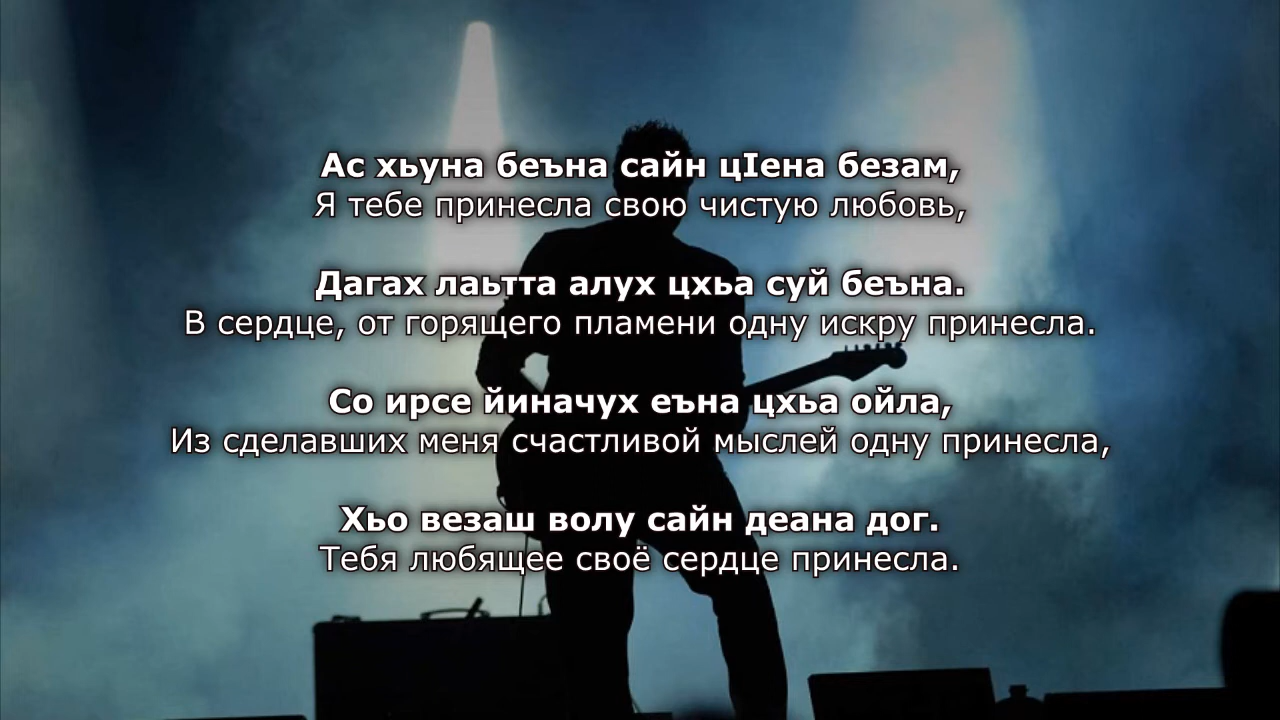 Ас хьуна беъна сайн цIена безам,
Я тебе принесла свою чистую любовь,
Дагах лаьтта алух цхьа суй беъна.
В сердце, от горящего пламени одну искру принесла.
Со ирсе йиначух еъна цхьа ойла,
Из сделавших меня счастливой мыслей одну принесла,
Хьо везаш волу сайн деана дог.
Тебя любящее своё сердце принесла.